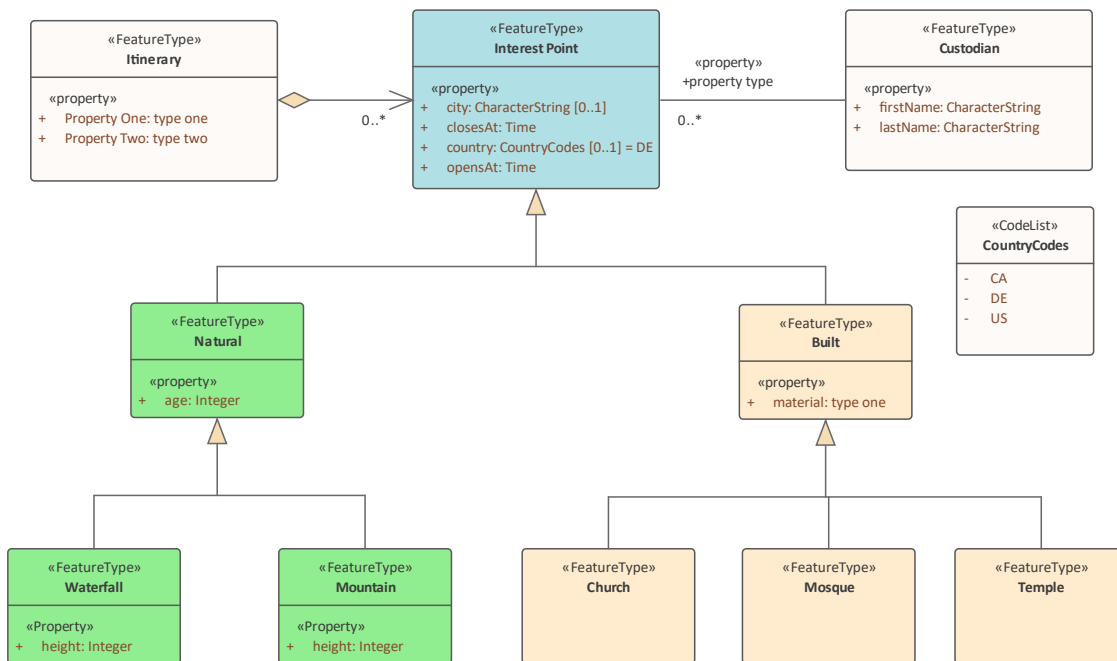 «FeatureType»
Itinerary
«property»
+ Property One: type one
+ Property Two: type two
0..*
«FeatureType»
Interest Point
«property»
+ city: CharacterString [0..1]
+ closesAt: Time
+ country: CountryCodes [0..1] = DE
+ opensAt: Time
«property»
+property type
0..*
«FeatureType»
Custodian
«property»
+ firstName: CharacterString
+ lastName: CharacterString
«CodeList»
CountryCodes
- CA
- DE
- US
«FeatureType»
Natural
«property»
+ age: Integer
«FeatureType»
Built
«property»
+ material: type one
«FeatureType»
Waterfall
«Property»
+ height: Integer
«FeatureType»
Mountain
«Property»
+ height: Integer
«FeatureType»
Church
«FeatureType»
Mosque
«FeatureType»
Temple